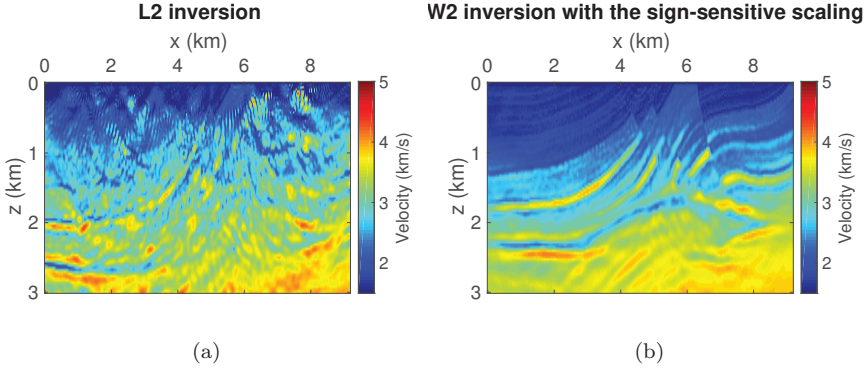 L2 inversion
x (km)
0 2 4 6 8
0
1
2
3
z (km)
5
4
3
2
Velocity (km/s)
(a)
W2 inversion with the sign-sensitive scaling
x (km)
0 2 4 6 8
0
1
2
3
z (km)
5
4
3
2
Velocity (km/s)
(b)